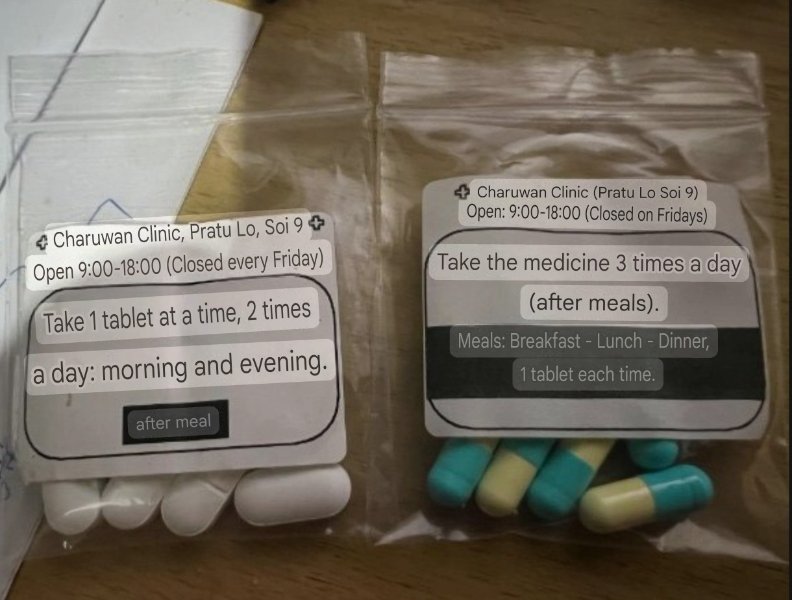 Charuwan Clinic, Pratu Lo, Soi 9
Open 9:00-18:00 (Closed every Friday)
Take 1 tablet at a time, 2 times
a day: morning and evening.
after meal
Charuwan Clinic (Pratu Lo Soi 9)
Open: 9:00-18:00 (Closed on Fridays)
Take the medicine 3 times a day
(after meals).
Meals: Breakfast - Lunch - Dinner,
1 tablet each time.